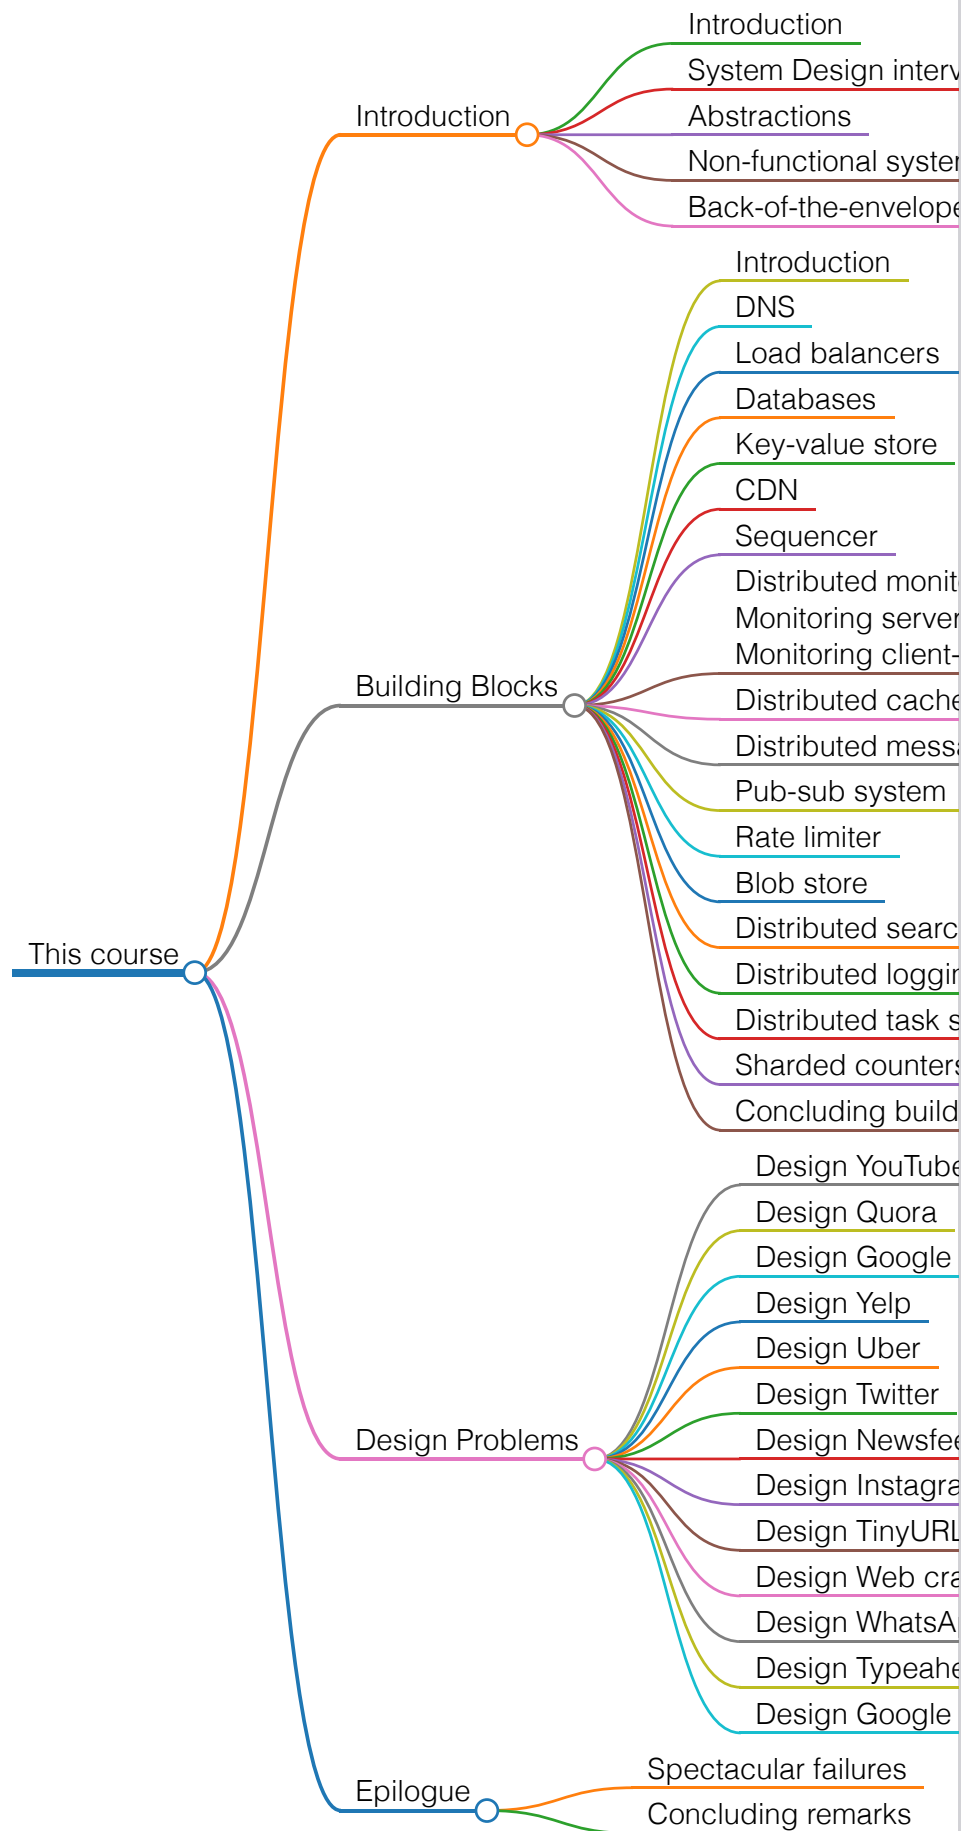 Introduction
System Design interv
Introduction
Abstractions
Non-functional system
Back-of-the-envelope
Introduction
DNS
Load balancers
Databases
Key-value store
CDN
Sequencer
Distributed monit
Monitoring server
Monitoring client-
Building Blocks
Distributed cache
Distributed messa
Pub-sub system
Rate limiter
Blob store
Distributed searc
This course
Distributed loggin
Distributed task s
Sharded counters
Concluding build
Design YouTube
Design Quora
Design Google
Design Yelp
Design Uber
Design Twitter
Design Problems
Design Newsfee
Design Instagra
Design TinyURL
Design Web cra
Design WhatsA
Design Typeahe
Design Google
Spectacular failures
Epilogue
Concluding remarks